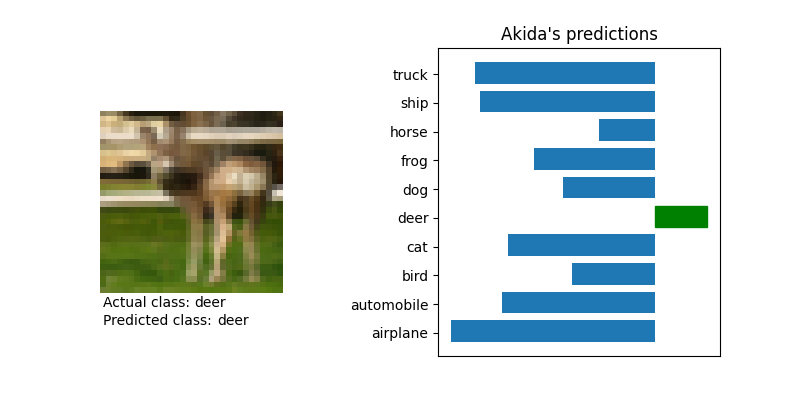 Akida's predictions
truck
ship
horse
frog
dog
deer
cat
bird
automobile
airplane
Actual class: deer
Predicted class: deer